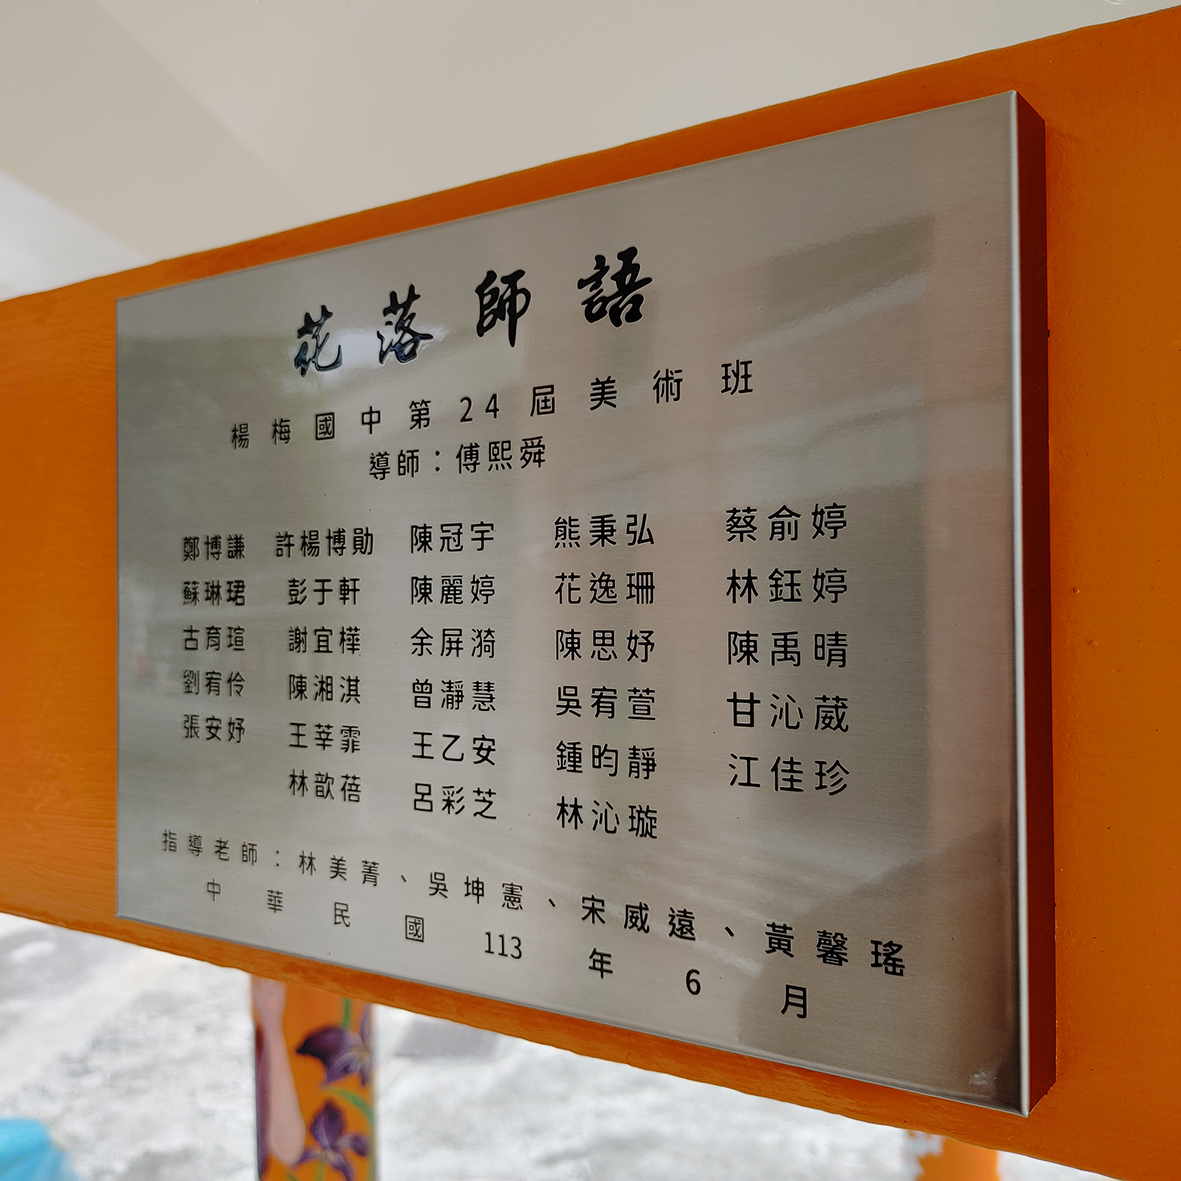 花落師語
楊梅國中第24屆美術班
導師：傅熙舜
鄭博謙 許楊博勛 陳冠宇 熊秉弘 蔡俞婷
蘇琳珺 彭于軒 陳麗婷 花逸珊 林鈺婷
古育瑄 謝宜樺 余屏漪 陳思妤 陳禹晴
劉宥伶 陳湘淇 曾瀞慧 吳宥萱 甘沁葳
張安妤 王莘霏 王乙安 鍾昀靜 江佳珍
林歆蓓 呂彩芝 林沁璇
指導老師：林美菁、吳坤憲、宋威遠、黃馨瑤
中華民國 113 年 6 月